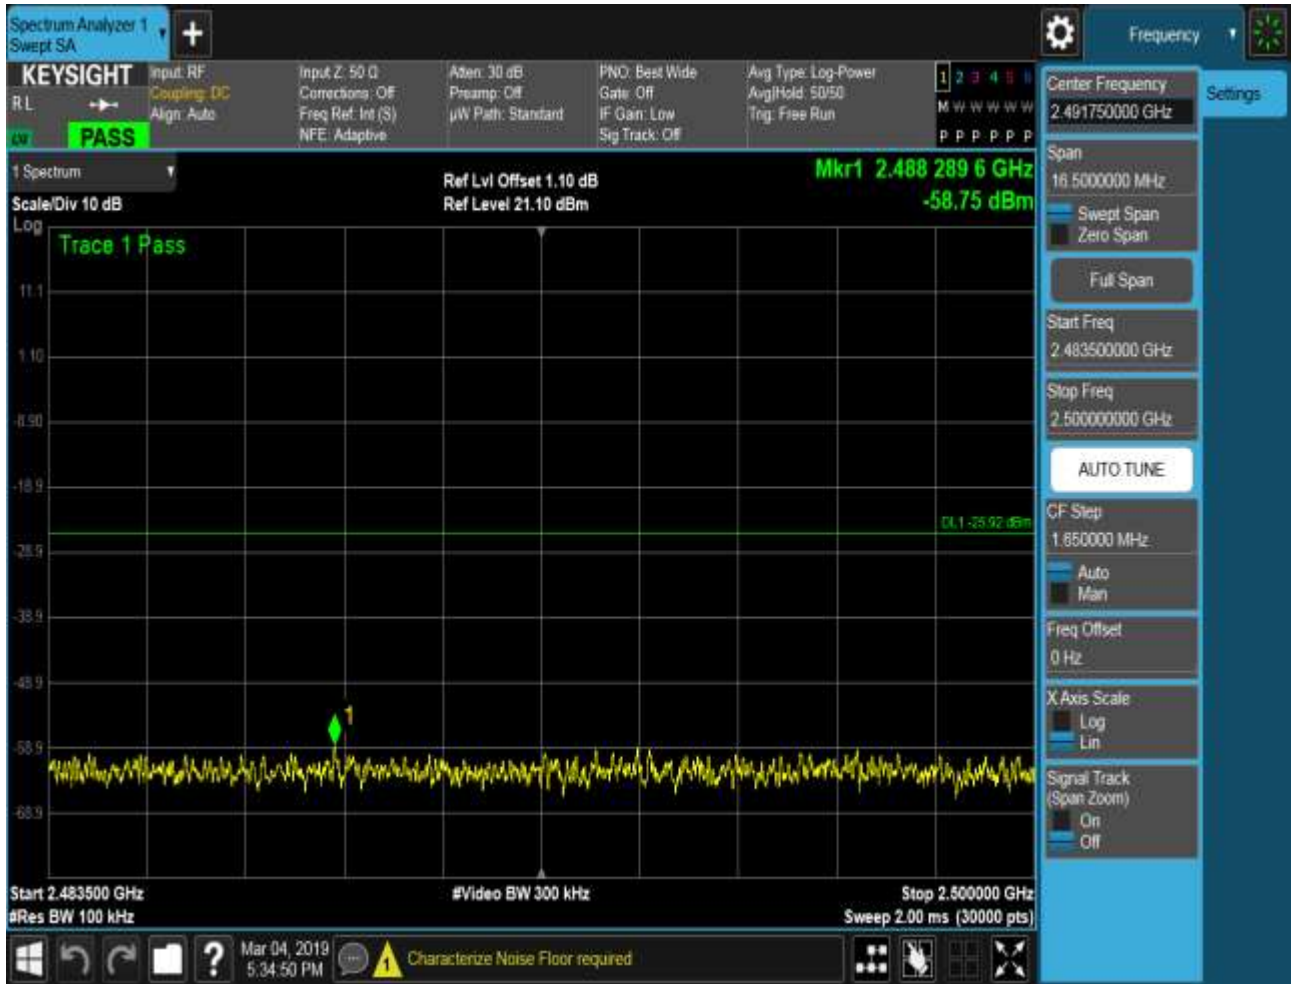 Spectrum Analyzer 1
Swept SA
+
Frequency
KEYSIGHT
Input: RF
Coupling: DC
Align: Auto
Input Z: 50 Ω
Corrections: Off
Freq Ref: Int (S)
NFE: Adaptive
Atten: 30 dB
Preamp: Off
µW Path: Standard
PNO: Best Wide
Gate: Off
IF Gain: Low
Sig Track: Off
Avg Type: Log-Power
Avg|Hold: 50/50
Trig: Free Run
1 2 3 4 5 6
M W W W W W
P P P P P P
R L
PASS
Center Frequency
2.491750000 GHz
Settings
Span
16.5000000 MHz
Swept Span
Zero Span
Full Span
Start Freq
2.483500000 GHz
Stop Freq
2.500000000 GHz
AUTO TUNE
CF Step
1.650000 MHz
Auto
Man
Freq Offset
0 Hz
X Axis Scale
Log
Lin
Signal Track
(Span Zoom)
On
Off
1 Spectrum
Scale/Div 10 dB
Log
Ref Lvl Offset 1.10 dB
Ref Level 21.10 dBm
Mkr1 2.488 289 6 GHz
-58.75 dBm
Trace 1 Pass
11.1
1.10
-8.90
-18.9
DL1 -25.92 dBm
-28.9
-38.9
-48.9
1
-58.9
-68.9
Start 2.483500 GHz
#Video BW 300 kHz
Stop 2.500000 GHz
#Res BW 100 kHz
Sweep 2.00 ms (30000 pts)
?
Mar 04, 2019
5:34:50 PM
1
Characterize Noise Floor required